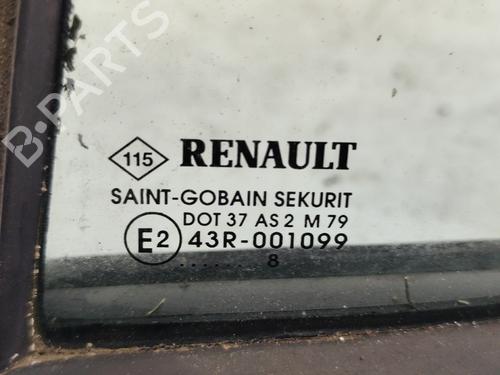 B-PARTS
115 RENAULT
SAINT-GOBAIN SEKURIT
DOT 37 AS 2 M 79
E2 43R-001099
....... 8